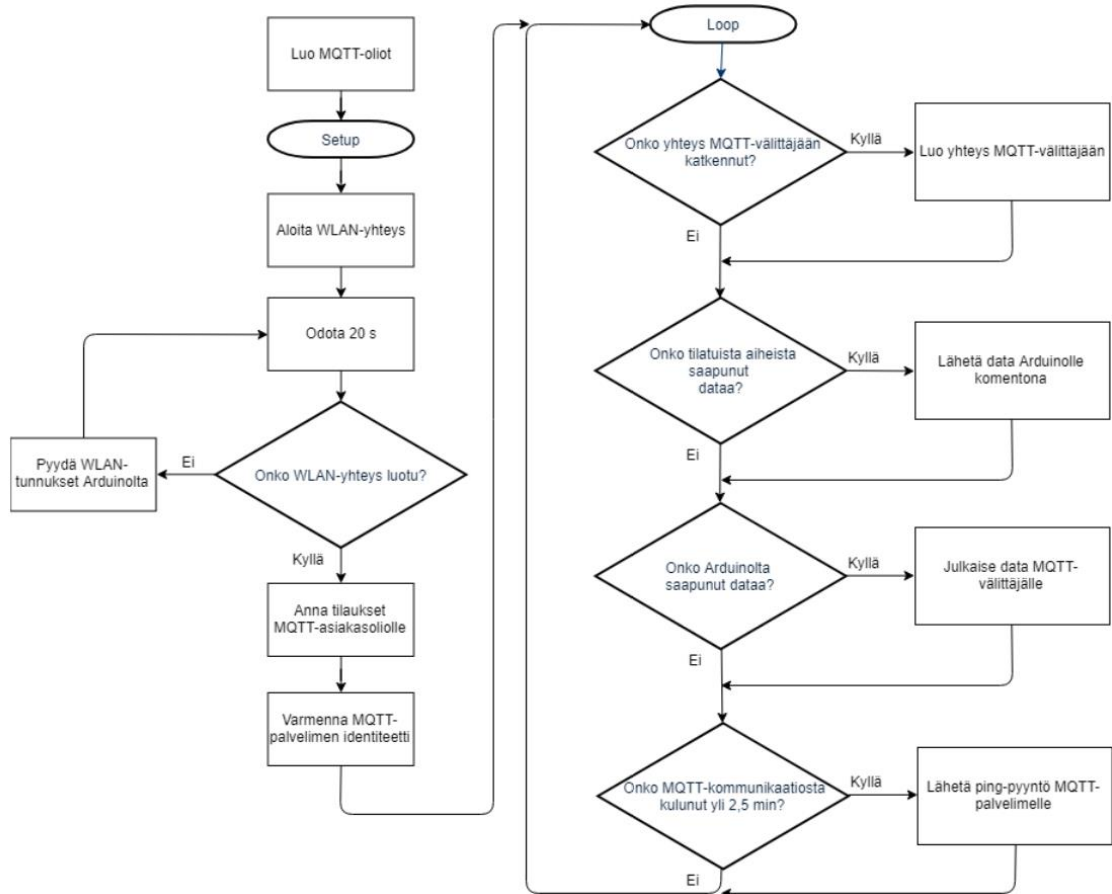 Luo MQTT-oliot
Setup
Aloita WLAN-yhteys
Odota 20 s
Onko WLAN-yhteys luotu?
Ei
Pyydä WLAN-
tunnukset Arduinolta
Kyllä
Anna tilaukset
MQTT-asiakasoliolle
Varmenna MQTT-
palvelimen identiteetti
Loop
Onko yhteys MQTT-välittäjään
katkennut?
Kyllä
Luo yhteys MQTT-välittäjään
Ei
Onko tilatuista aiheista
saapunut
dataa?
Kyllä
Lähetä data Arduinolle
komentona
Ei
Onko Arduinolta
saapunut dataa?
Kyllä
Julkaise data MQTT-
välittäjälle
Ei
Onko MQTT-kommunikaatiosta
kulunut yli 2,5 min?
Kyllä
Lähetä ping-pyyntö MQTT-
palvelimelle
Ei